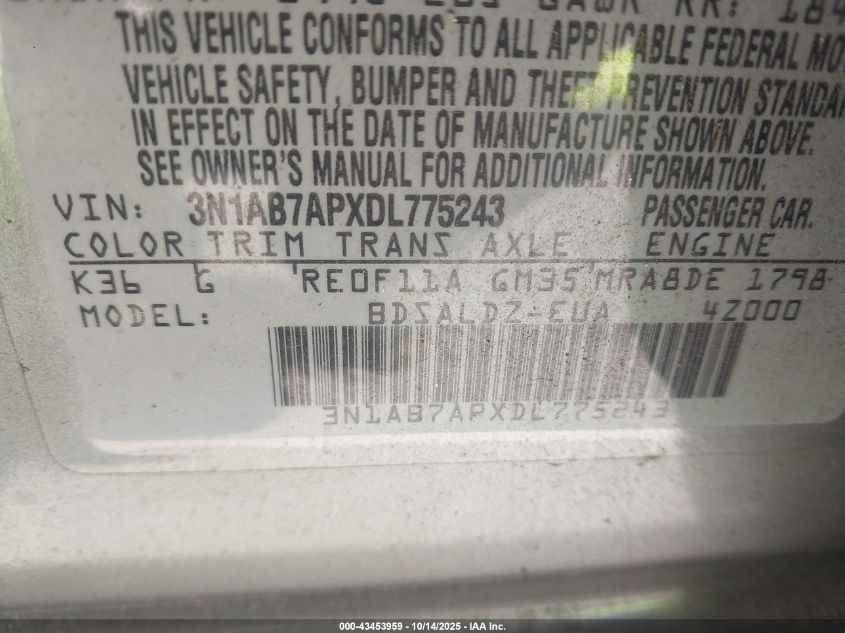 THIS VEHICLE CONFORMS TO ALL APPLICABLE FEDERAL MO
VEHICLE SAFETY, BUMPER AND THEFT PREVENTION STANDA
IN EFFECT ON THE DATE OF MANUFACTURE SHOWN ABOVE.
SEE OWNER'S MANUAL FOR ADDITIONAL INFORMATION.
VIN: 3N1AB7APXDL775243 PASSENGER CAR.
COLOR TRIM TRANS AXLE ENGINE
K36 G 'RE0F11A GM35'MRA8DE 1798
MODEL: BDSALDZ-EUA 4Z000
3N1AB7APXDL775243
000-43453959 - 10/14/2025 - IAA Inc.